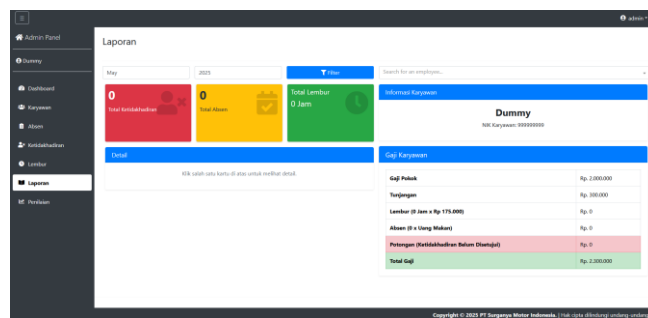 admin
Admin Panel
Dummy
Dashboard
Karyawan
Absen
Ketidakhadiran
Lembur
Laporan
Penilaian
Laporan
May
2025
Filter
Search for an employee...
0
Total Ketidakhadiran
0
Total Absen
Total Lembur
0 Jam
Detail
Klik salah satu kartu di atas untuk melihat detail.
Informasi Karyawan
Dummy
NIK Karyawan: 999999999
Gaji Karyawan
Gaji Pokok Rp. 2.000.000
Tunjangan Rp. 300.000
Lembur (0 Jam x Rp 175.000) Rp. 0
Absen (0 x Uang Makan) Rp. 0
Potongan (Ketidakhadiran Belum Disetujui) Rp. 0
Total Gaji Rp. 2.300.000
Copyright © 2025 PT Surganya Motor Indonesia. | Hak cipta dilindungi undang-undang